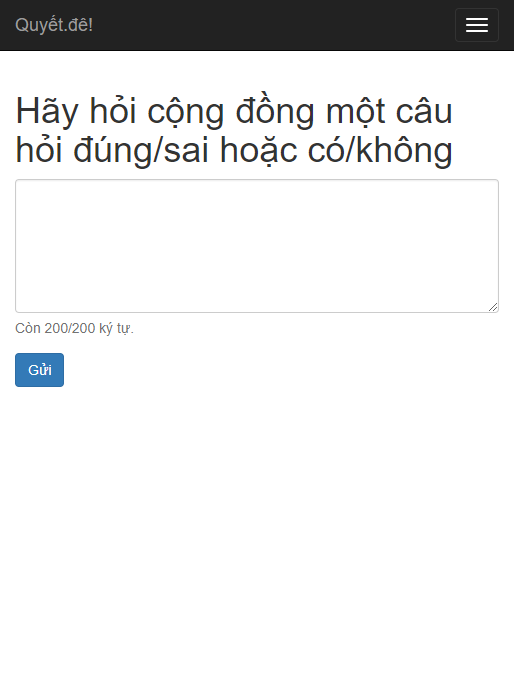 Quyết.đê!
Hãy hỏi cộng đồng một câu
hỏi đúng/sai hoặc có/không
Còn 200/200 ký tự.
Gửi